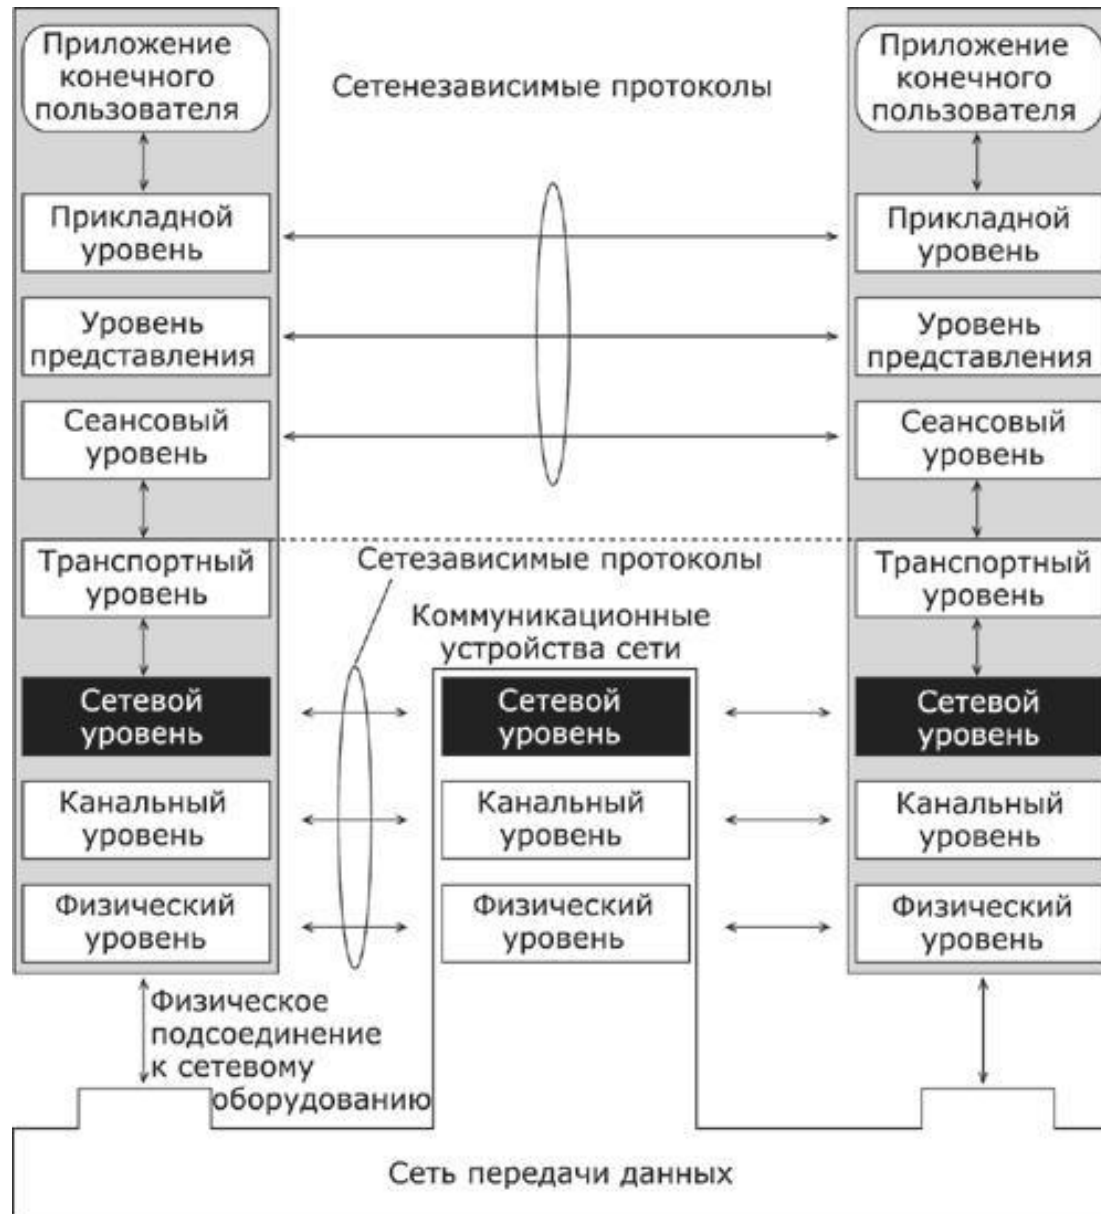 Приложение
конечного
пользователя
Сетенезависимые протоколы
Приложение
конечного
пользователя
Прикладной
уровень
Прикладной
уровень
Уровень
представления
Уровень
представления
Сеансовый
уровень
Сеансовый
уровень
Транспортный
уровень
Сетезависимые протоколы
Транспортный
уровень
Коммуникационные
устройства сети
Сетевой
уровень
Сетевой
уровень
Сетевой
уровень
Канальный
уровень
Канальный
уровень
Канальный
уровень
Физический
уровень
Физический
уровень
Физический
уровень
Физическое
подсоединение
к сетевому
оборудованию
Сеть передачи данных